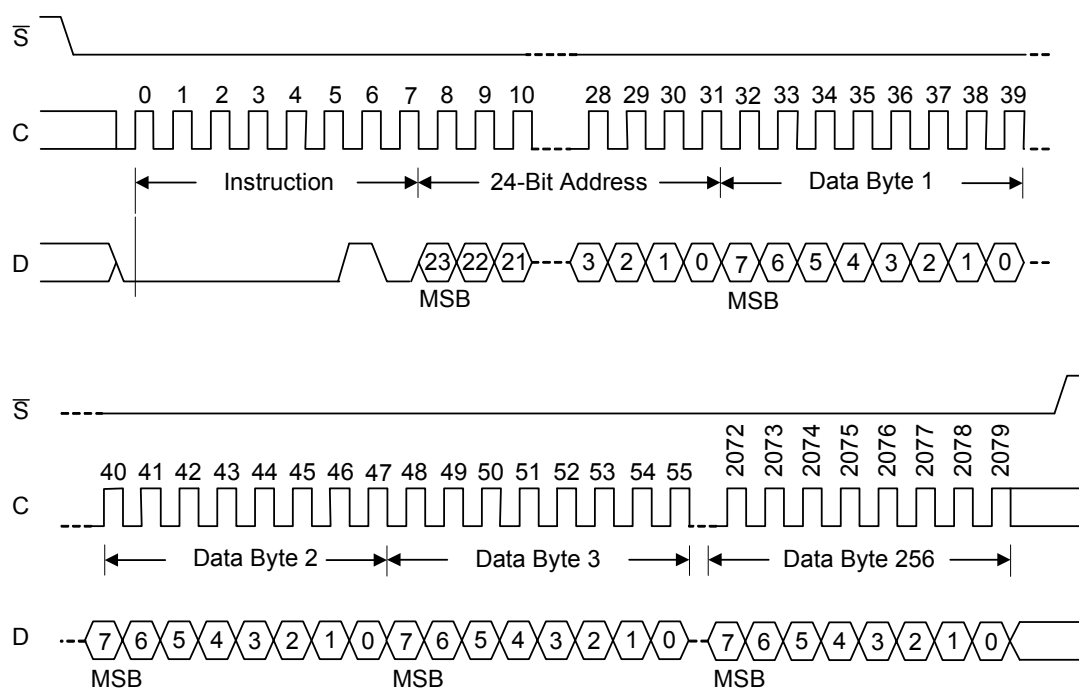 S
0 1 2 3 4 5 6 7 8 9 10 28 29 30 31 32 33 34 35 36 37 38 39
C
Instruction 24-Bit Address Data Byte 1
D 23 22 21 3 2 1 0 7 6 5 4 3 2 1 0
MSB MSB
S
2072 2073 2074 2075 2076 2077 2078 2079
40 41 42 43 44 45 46 47 48 49 50 51 52 53 54 55
C
Data Byte 2 Data Byte 3 Data Byte 256
D 7 6 5 4 3 2 1 0 7 6 5 4 3 2 1 0 7 6 5 4 3 2 1 0
MSB MSB MSB